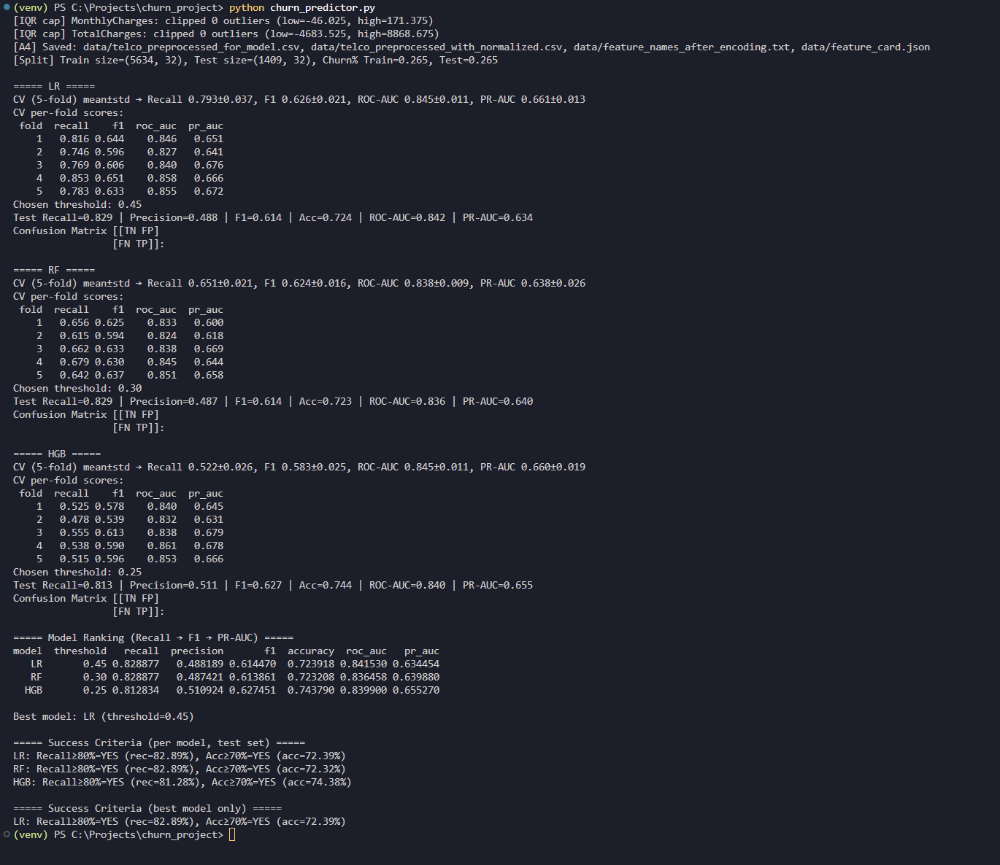 (venv) PS C:\Projects\churn_project> python churn_predictor.py
[IQR cap] MonthlyCharges: clipped 0 outliers (low=-46.025, high=171.375)
[IQR cap] TotalCharges: clipped 0 outliers (low=-4683.525, high=8868.675)
[A4] Saved: data/telco_preprocessed_for_model.csv, data/telco_preprocessed_with_normalized.csv, data/feature_names_after_encoding.txt, data/feature_card.json
[Split] Train size=(5634, 32), Test size=(1409, 32), Churn% Train=0.265, Test=0.265

===== LR =====
CV (5-fold) mean±std → Recall 0.793±0.037, F1 0.626±0.021, ROC-AUC 0.845±0.011, PR-AUC 0.661±0.013
CV per-fold scores:
 fold  recall    f1  roc_auc  pr_auc
    1   0.816 0.644    0.846   0.651
    2   0.746 0.596    0.827   0.641
    3   0.769 0.606    0.840   0.676
    4   0.853 0.651    0.858   0.666
    5   0.783 0.633    0.855   0.672
Chosen threshold: 0.45
Test Recall=0.829 | Precision=0.488 | F1=0.614 | Acc=0.724 | ROC-AUC=0.842 | PR-AUC=0.634
Confusion Matrix [[TN FP]
                 [FN TP]]:

===== RF =====
CV (5-fold) mean±std → Recall 0.651±0.021, F1 0.624±0.016, ROC-AUC 0.838±0.009, PR-AUC 0.638±0.026
CV per-fold scores:
 fold  recall    f1  roc_auc  pr_auc
    1   0.656 0.625    0.833   0.600
    2   0.615 0.594    0.824   0.618
    3   0.662 0.633    0.838   0.669
    4   0.679 0.630    0.845   0.644
    5   0.642 0.637    0.851   0.658
Chosen threshold: 0.30
Test Recall=0.829 | Precision=0.487 | F1=0.614 | Acc=0.723 | ROC-AUC=0.836 | PR-AUC=0.640
Confusion Matrix [[TN FP]
                 [FN TP]]:

===== HGB =====
CV (5-fold) mean±std → Recall 0.522±0.026, F1 0.583±0.025, ROC-AUC 0.845±0.011, PR-AUC 0.660±0.019
CV per-fold scores:
 fold  recall    f1  roc_auc  pr_auc
    1   0.525 0.578    0.840   0.645
    2   0.478 0.539    0.832   0.631
    3   0.555 0.613    0.838   0.679
    4   0.538 0.590    0.861   0.678
    5   0.515 0.596    0.853   0.666
Chosen threshold: 0.25
Test Recall=0.813 | Precision=0.511 | F1=0.627 | Acc=0.744 | ROC-AUC=0.840 | PR-AUC=0.655
Confusion Matrix [[TN FP]
                 [FN TP]]:

===== Model Ranking (Recall → F1 → PR-AUC) =====
model  threshold   recall  precision       f1  accuracy  roc_auc   pr_auc
   LR       0.45 0.828877   0.488189 0.614470  0.723918 0.841530 0.634454
   RF       0.30 0.828877   0.487421 0.613861  0.723208 0.836458 0.639880
  HGB       0.25 0.812834   0.510924 0.627451  0.743790 0.839900 0.655270

Best model: LR (threshold=0.45)

===== Success Criteria (per model, test set) =====
LR: Recall≥80%=YES (rec=82.89%), Acc≥70%=YES (acc=72.39%)
RF: Recall≥80%=YES (rec=82.89%), Acc≥70%=YES (acc=72.32%)
HGB: Recall≥80%=YES (rec=81.28%), Acc≥70%=YES (acc=74.38%)

===== Success Criteria (best model only) =====
LR: Recall≥80%=YES (rec=82.89%), Acc≥70%=YES (acc=72.39%)
(venv) PS C:\Projects\churn_project>